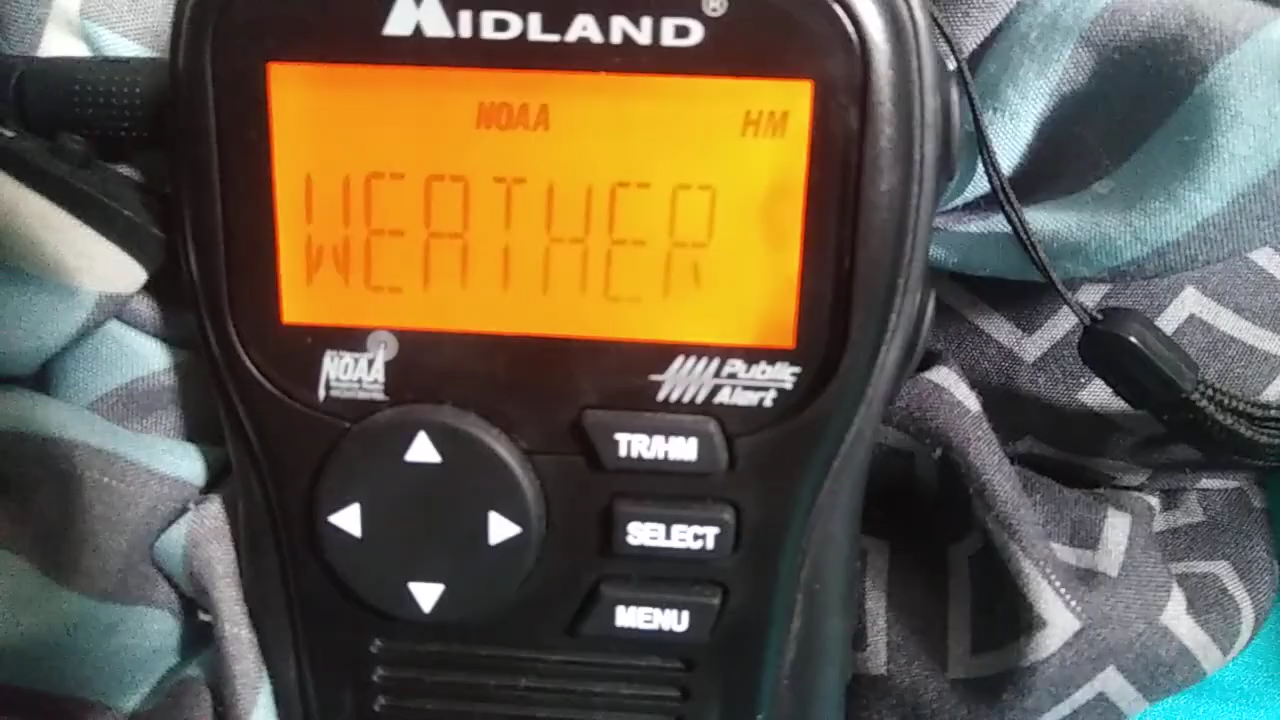 MIDLAND®
NOAA HM
WEATHER
NOAA
Public
Alert
TR/HM
SELECT
MENU